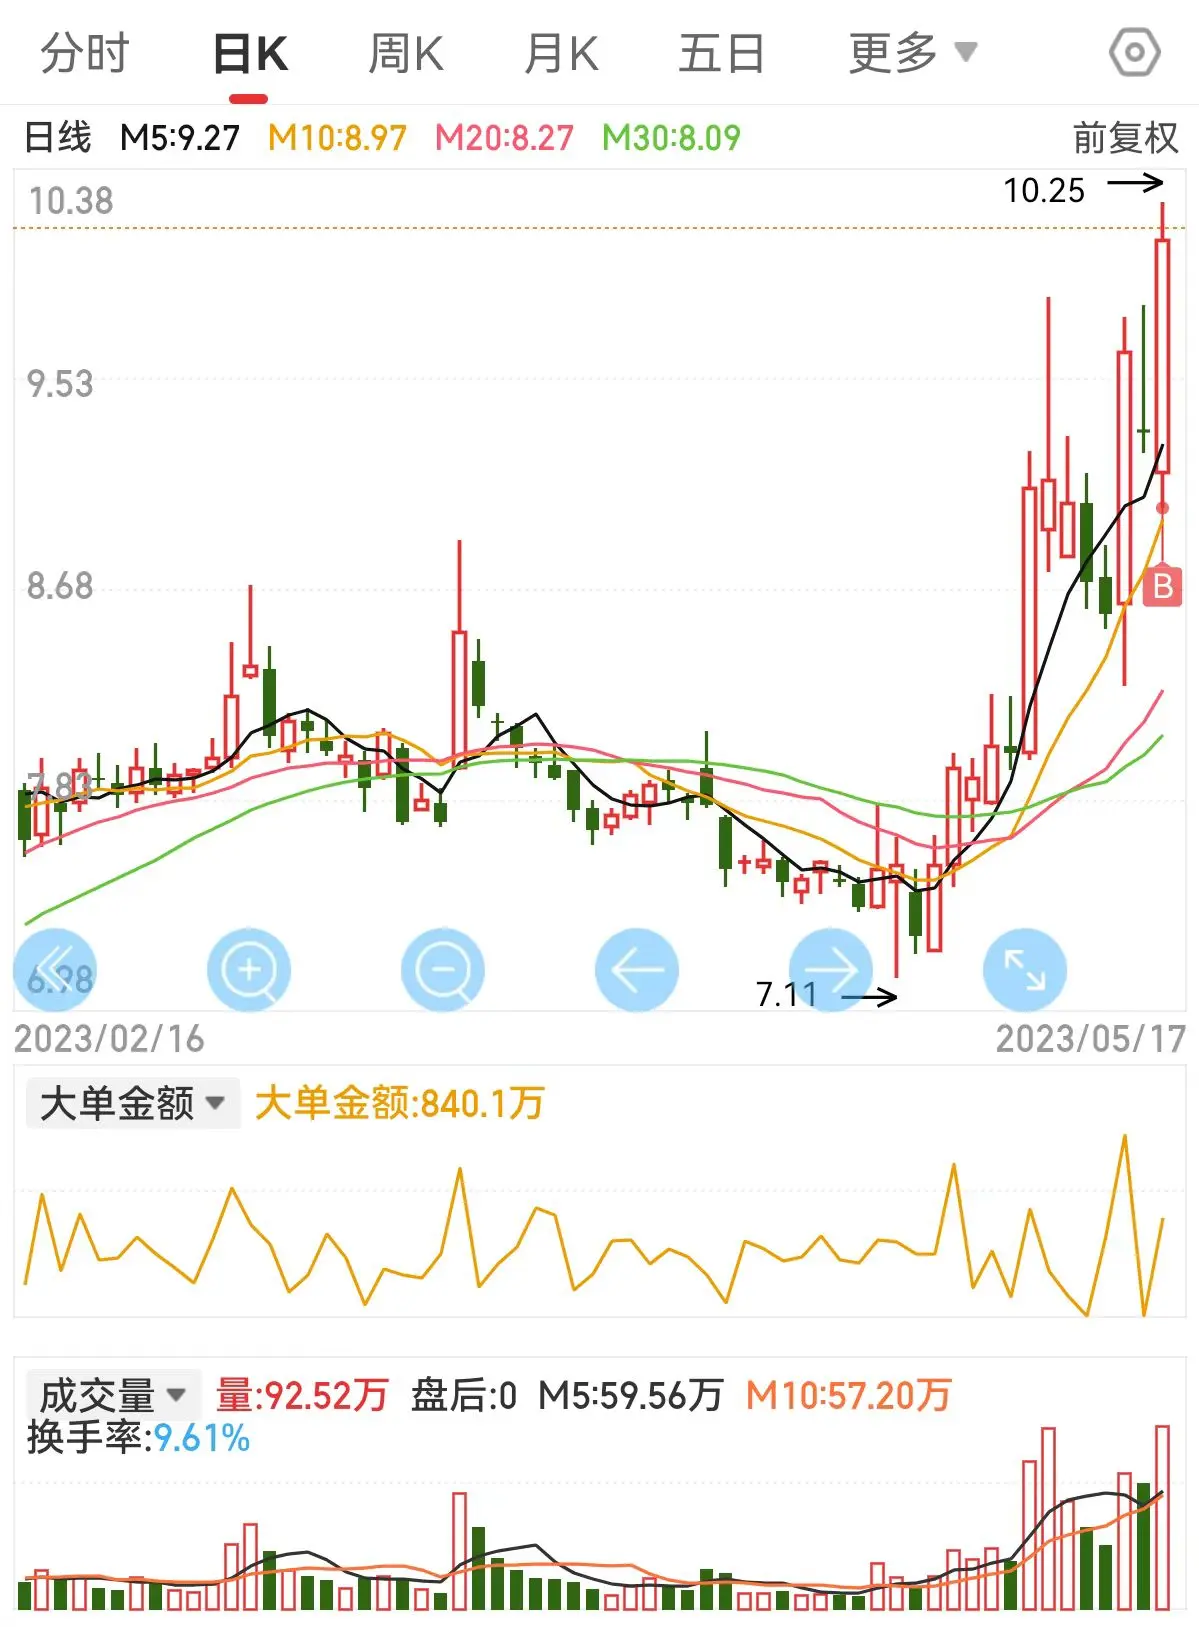 分时 日K 周K 月K 五日 更多
日线 M5:9.27 M10:8.97 M20:8.27 M30:8.09 前复权
10.38
10.25
9.53
8.68
B
7.83
6.98
7.11
2023/02/16 2023/05/17
大单金额 大单金额:840.1万
成交量 量:92.52万 盘后:0 M5:59.56万 M10:57.20万
换手率:9.61%